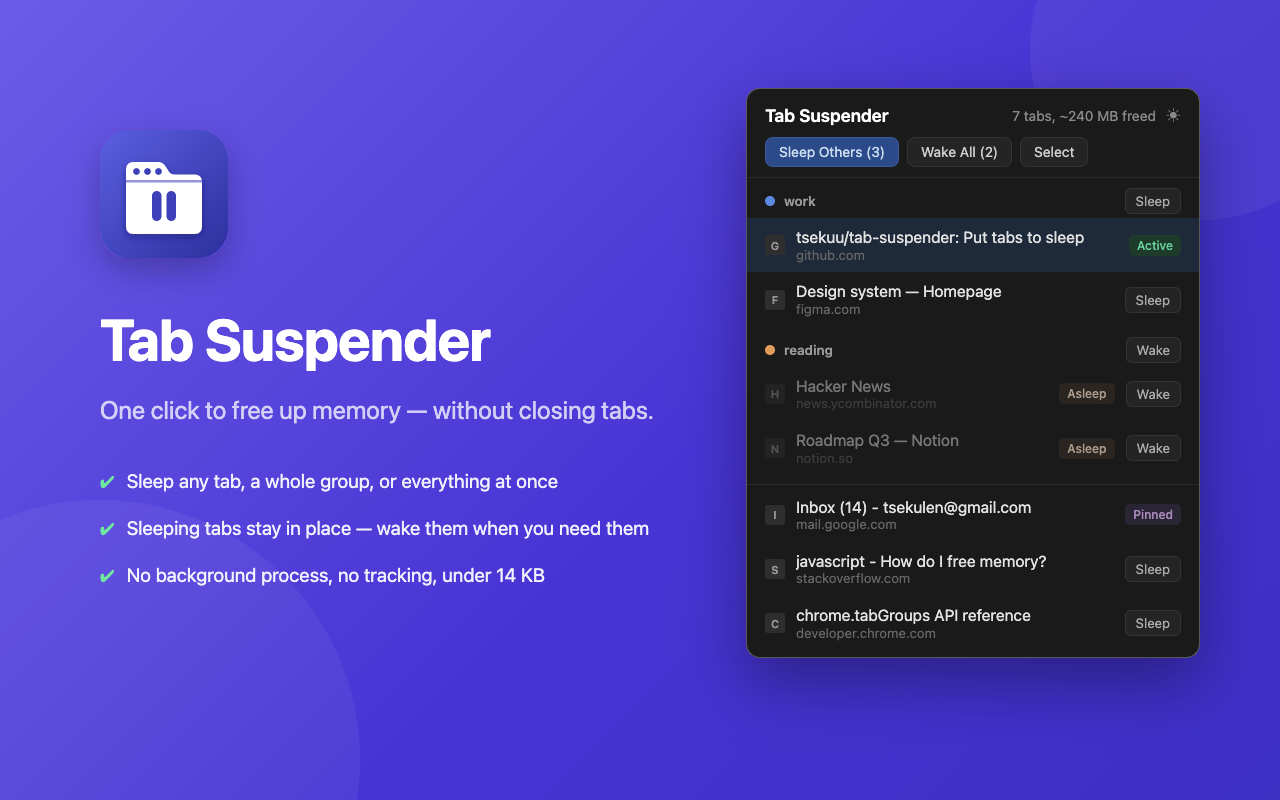 Tab Suspender
One click to free up memory — without closing tabs.
✔ Sleep any tab, a whole group, or everything at once
✔ Sleeping tabs stay in place — wake them when you need them
✔ No background process, no tracking, under 14 KB
Tab Suspender 7 tabs, ~240 MB freed
Sleep Others (3) Wake All (2) Select
work Sleep
G tsekuu/tab-suspender: Put tabs to sleep Active
github.com
F Design system — Homepage Sleep
figma.com
reading Wake
H Hacker News Asleep Wake
news.ycombinator.com
N Roadmap Q3 — Notion Asleep Wake
notion.so
I Inbox (14) - tsekulen@gmail.com Pinned
mail.google.com
S javascript - How do I free memory? Sleep
stackoverflow.com
C chrome.tabGroups API reference Sleep
developer.chrome.com